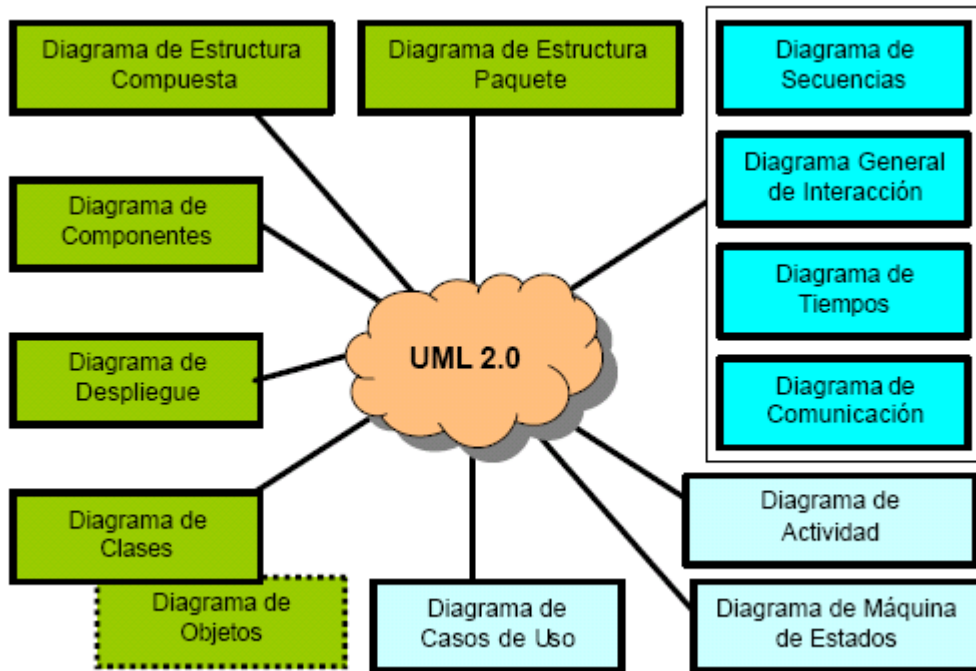 Diagrama de Estructura
Compuesta
Diagrama de Estructura
Paquete
Diagrama de
Secuencias
Diagrama General
de Interacción
Diagrama de
Componentes
Diagrama de
Tiempos
UML 2.0
Diagrama de
Despliegue
Diagrama de
Comunicación
Diagrama de
Clases
Diagrama de
Actividad
Diagrama de
Objetos
Diagrama de
Casos de Uso
Diagrama de Máquina
de Estados